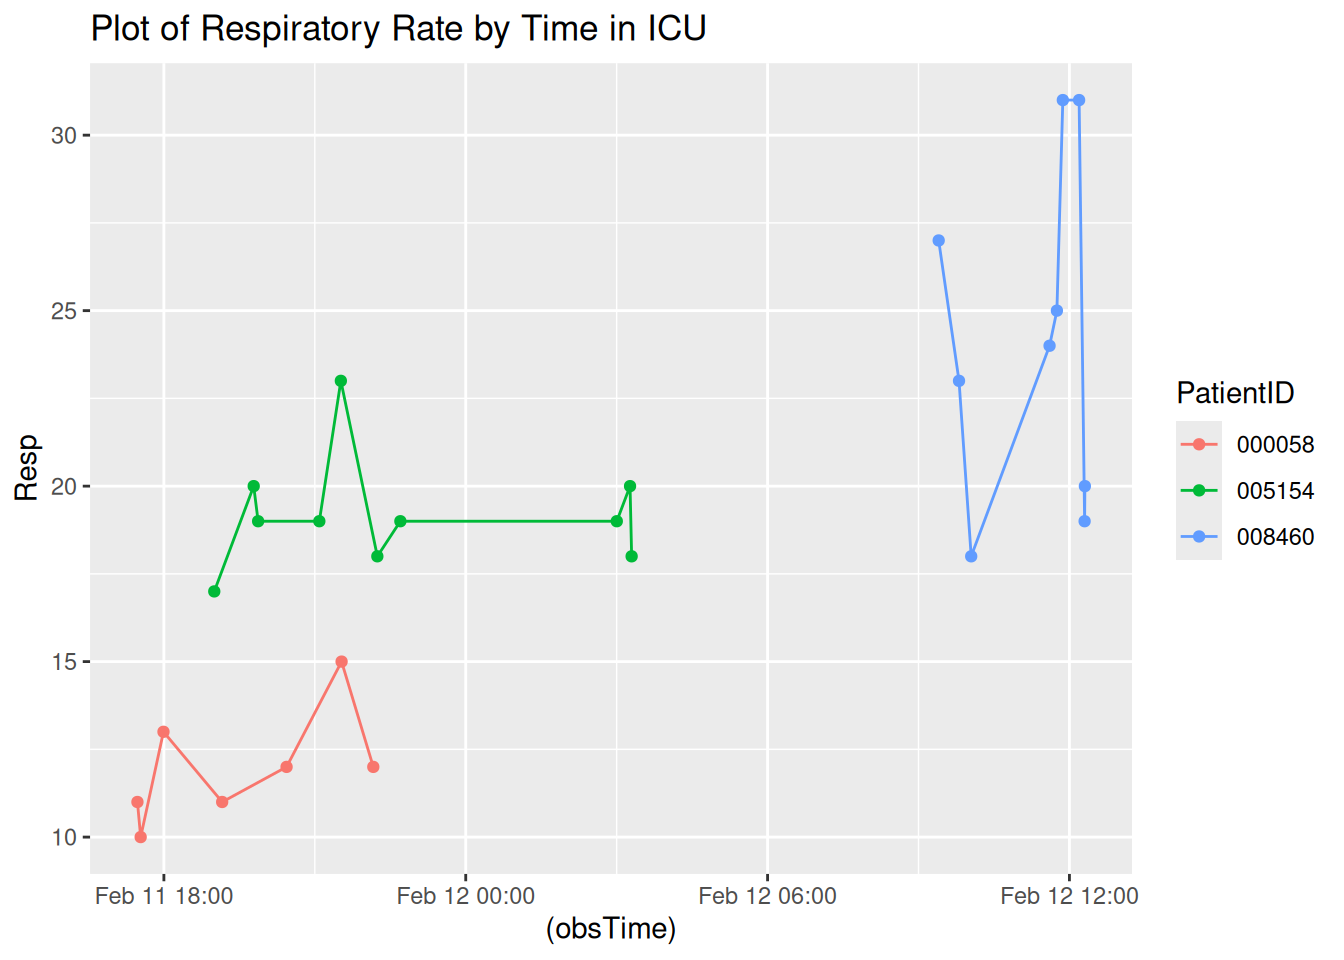 Plot of Respiratory Rate by Time in ICU
Resp
30
25
20
15
10
Feb 11 18:00
Feb 12 00:00
Feb 12 06:00
Feb 12 12:00
(obsTime)
PatientID
000058
005154
008460